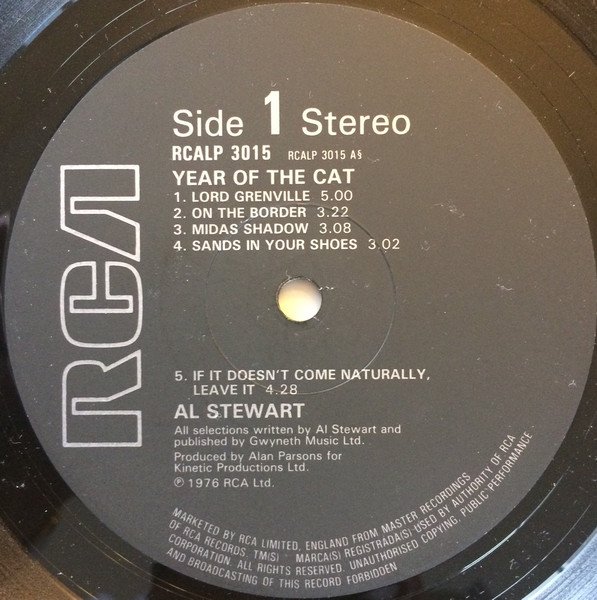 Side 1 Stereo
RCALP 3015 RCALP 3015 A§
YEAR OF THE CAT
1. LORD GRENVILLE 5.00
2. ON THE BORDER 3.22
3. MIDAS SHADOW 3.08
4. SANDS IN YOUR SHOES 3.02
RCA
5. IF IT DOESN'T COME NATURALLY,
LEAVE IT 4.28
AL STEWART
All selections written by Al Stewart and
published by Gwyneth Music Ltd.
Produced by Alan Parsons for
Kinetic Productions Ltd.
℗ 1976 RCA Ltd.
MARKETED BY RCA LIMITED, ENGLAND FROM MASTER RECORDINGS
OF RCA RECORDS. TM(S) MARCA(S) REGISTRADA(S) USED BY AUTHORITY OF RCA
CORPORATION. ALL RIGHTS RESERVED. UNAUTHORISED COPYING, PUBLIC PERFORMANCE
AND BROADCASTING OF THIS RECORD FORBIDDEN